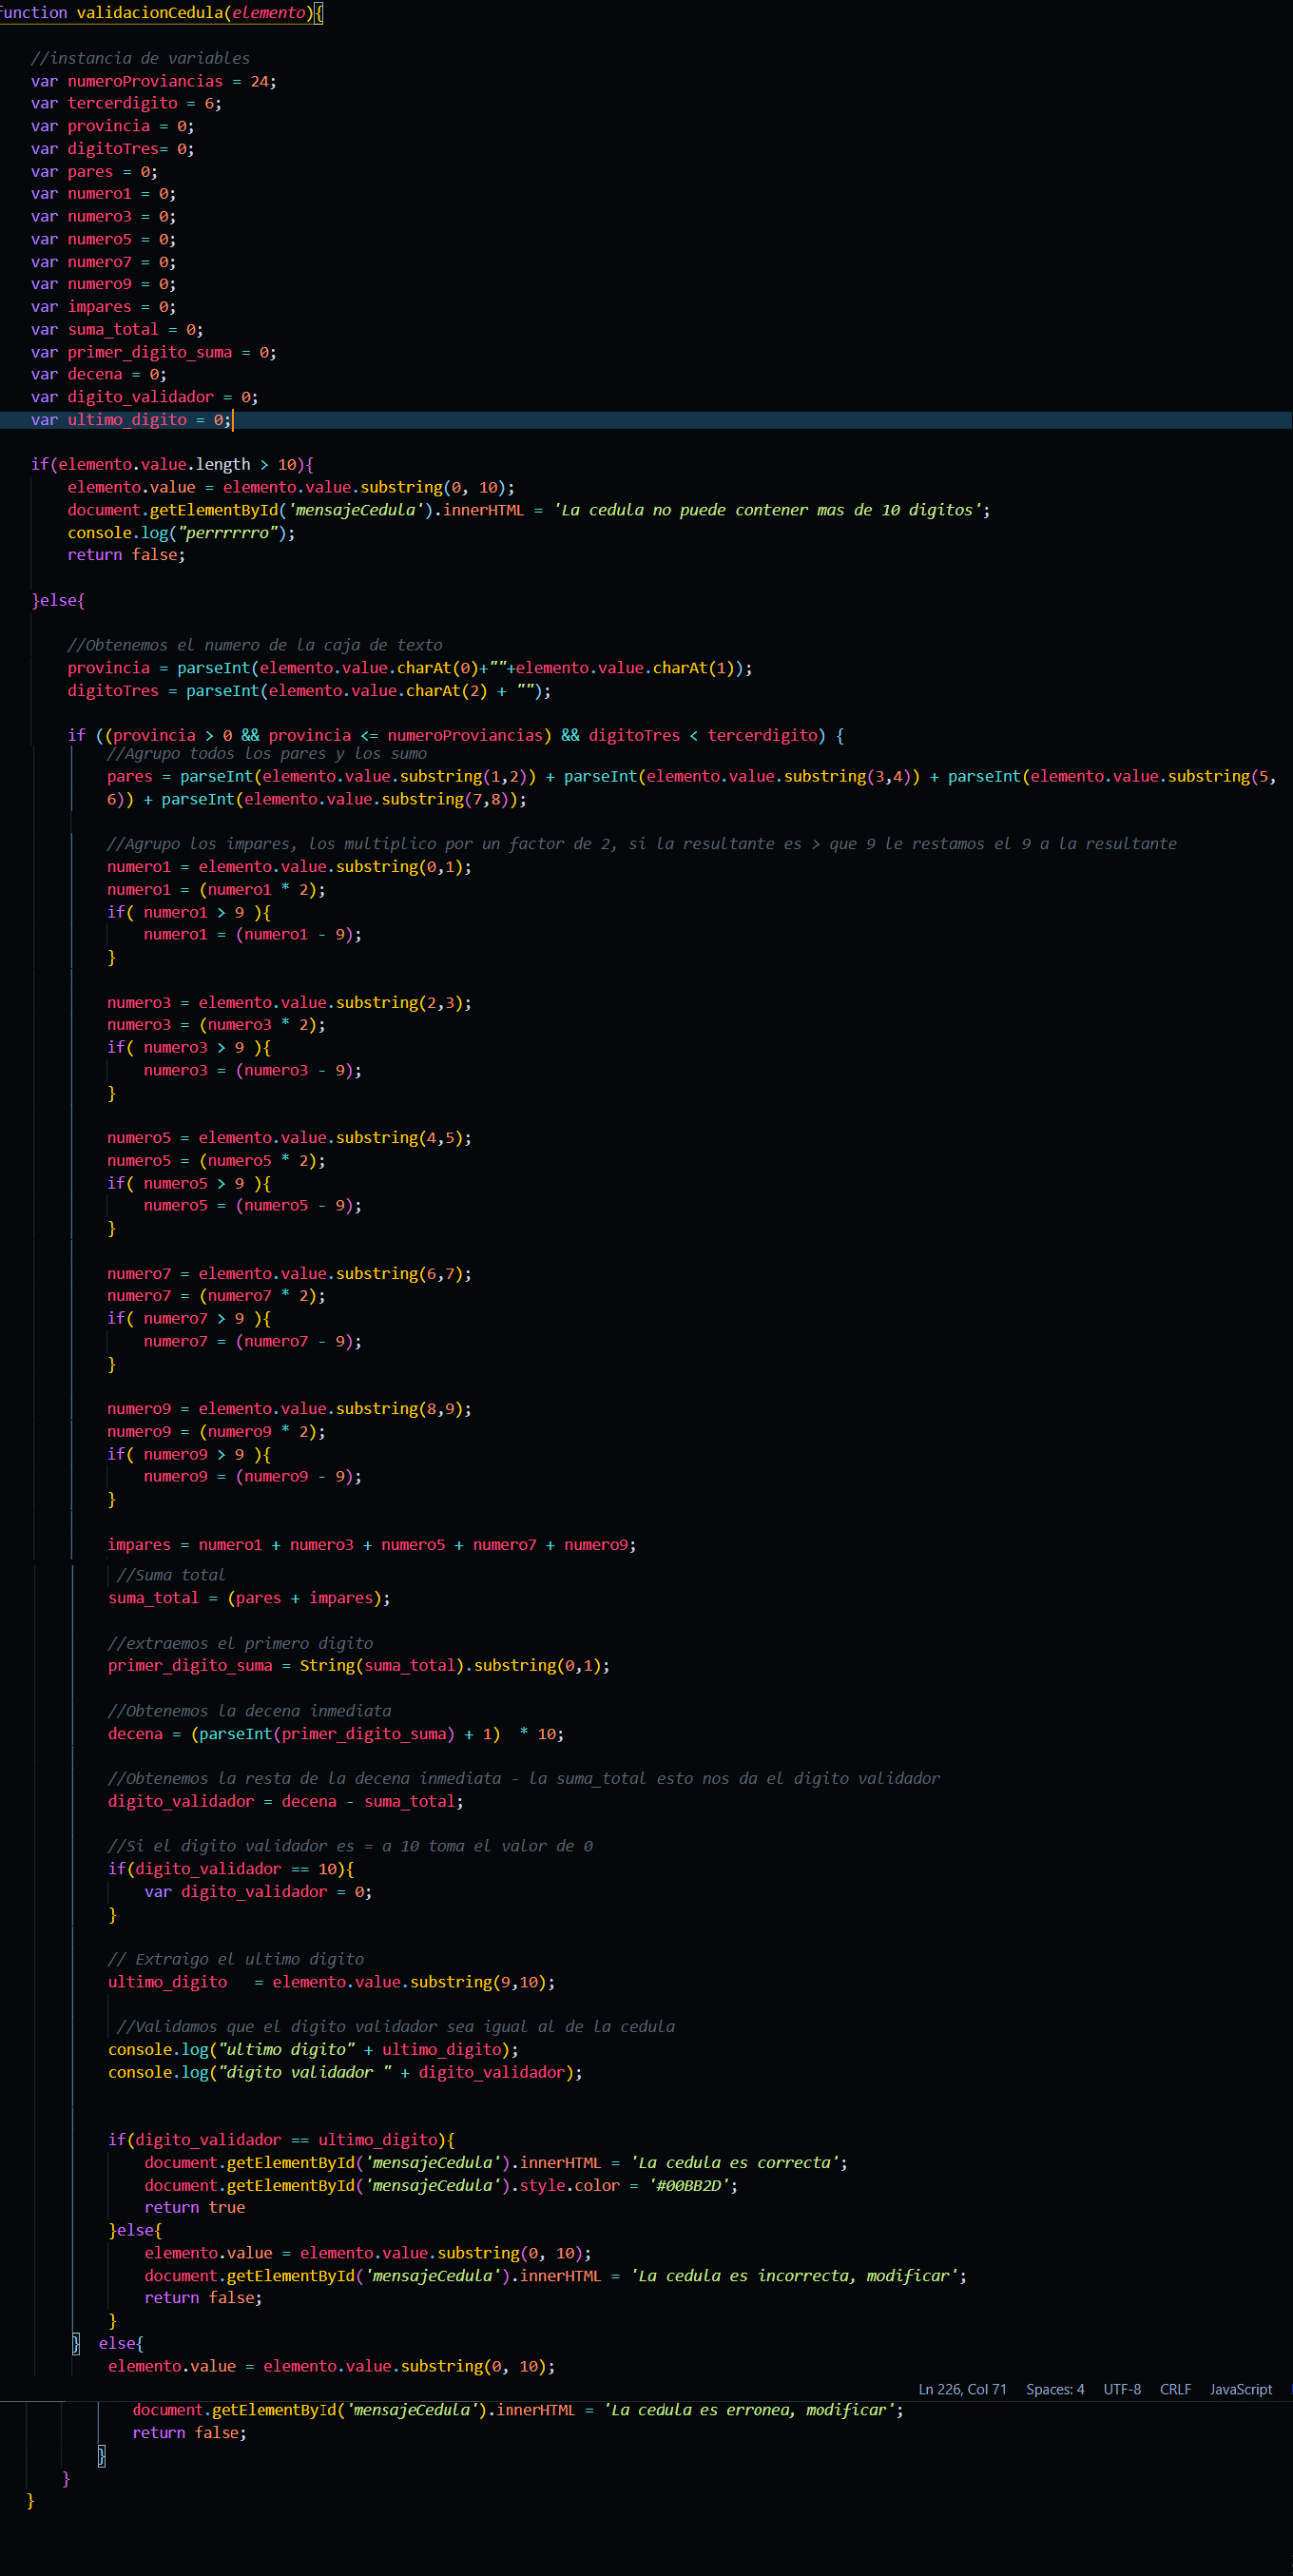 function validacionCedula(elemento){
//instancia de variables
var numeroProviancias = 24;
var tercerdigito = 6;
var provincia = 0;
var digitoTres= 0;
var pares = 0;
var numero1 = 0;
var numero3 = 0;
var numero5 = 0;
var numero7 = 0;
var numero9 = 0;
var impares = 0;
var suma_total = 0;
var primer_digito_suma = 0;
var decena = 0;
var digito_validador = 0;
var ultimo_digito = 0;
if(elemento.value.length > 10){
elemento.value = elemento.value.substring(0, 10);
document.getElementById('mensajeCedula').innerHTML = 'La cedula no puede contener mas de 10 digitos';
console.log("perrrrrro");
return false;
}else{
//Obtenemos el numero de la caja de texto
provincia = parseInt(elemento.value.charAt(0)+""+elemento.value.charAt(1));
digitoTres = parseInt(elemento.value.charAt(2) + "");
if ((provincia > 0 && provincia <= numeroProviancias) && digitoTres < tercerdigito) {
//Agrupo todos los pares y los sumo
pares = parseInt(elemento.value.substring(1,2)) + parseInt(elemento.value.substring(3,4)) + parseInt(elemento.value.substring(5,
6)) + parseInt(elemento.value.substring(7,8));
//Agrupo los impares, los multiplico por un factor de 2, si la resultante es > que 9 le restamos el 9 a la resultante
numero1 = elemento.value.substring(0,1);
numero1 = (numero1 * 2);
if( numero1 > 9 ){
numero1 = (numero1 - 9);
}
numero3 = elemento.value.substring(2,3);
numero3 = (numero3 * 2);
if( numero3 > 9 ){
numero3 = (numero3 - 9);
}
numero5 = elemento.value.substring(4,5);
numero5 = (numero5 * 2);
if( numero5 > 9 ){
numero5 = (numero5 - 9);
}
numero7 = elemento.value.substring(6,7);
numero7 = (numero7 * 2);
if( numero7 > 9 ){
numero7 = (numero7 - 9);
}
numero9 = elemento.value.substring(8,9);
numero9 = (numero9 * 2);
if( numero9 > 9 ){
numero9 = (numero9 - 9);
}
impares = numero1 + numero3 + numero5 + numero7 + numero9;
//Suma total
suma_total = (pares + impares);
//extraemos el primero digito
primer_digito_suma = String(suma_total).substring(0,1);
//Obtenemos la decena inmediata
decena = (parseInt(primer_digito_suma) + 1)  * 10;
//Obtenemos la resta de la decena inmediata - la suma_total esto nos da el digito validador
digito_validador = decena - suma_total;
//Si el digito validador es = a 10 toma el valor de 0
if(digito_validador == 10){
var digito_validador = 0;
}
// Extraigo el ultimo digito
ultimo_digito   = elemento.value.substring(9,10);
//Validamos que el digito validador sea igual al de la cedula
console.log("ultimo digito" + ultimo_digito);
console.log("digito validador " + digito_validador);
if(digito_validador == ultimo_digito){
document.getElementById('mensajeCedula').innerHTML = 'La cedula es correcta';
document.getElementById('mensajeCedula').style.color = '#00BB2D';
return true
}else{
elemento.value = elemento.value.substring(0, 10);
document.getElementById('mensajeCedula').innerHTML = 'La cedula es incorrecta, modificar';
return false;
}
}  else{
elemento.value = elemento.value.substring(0, 10);
Ln 226, Col 71 Spaces: 4 UTF-8 CRLF JavaScript
document.getElementById('mensajeCedula').innerHTML = 'La cedula es erronea, modificar';
return false;
}
}
}